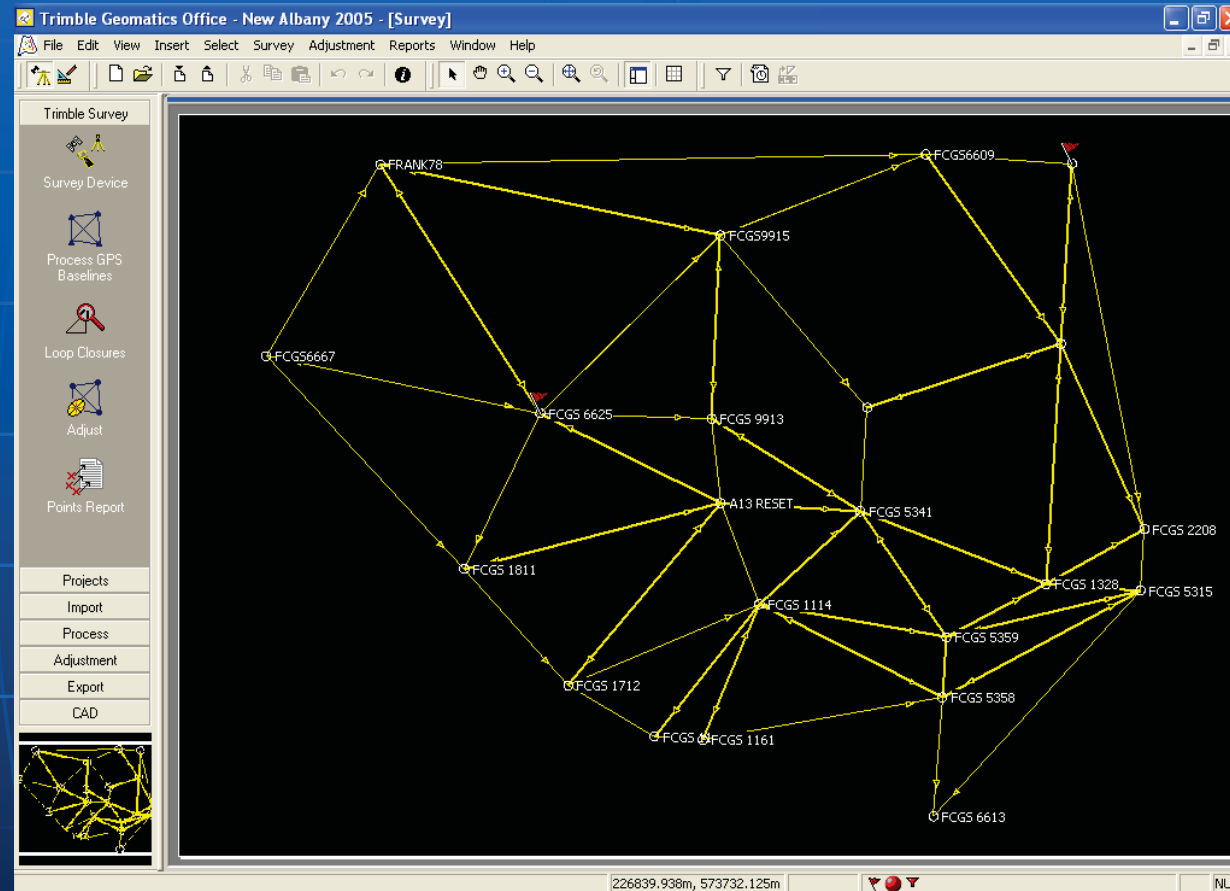 Trimble Geomatics Office - New Albany 2005 - [Survey]
File Edit View Insert Select Survey Adjustment Reports Window Help
Trimble Survey
Survey Device
Process GPS
Baselines
Loop Closures
Adjust
Points Report
Projects
Import
Process
Adjustment
Export
CAD
FRANK78
FCGS6609
FCGS9915
FCGS6667
FCGS 6625
FCGS 9913
A13 RESET
FCGS 5341
FCGS 2208
FCGS 1811
FCGS 1328
FCGS 5315
FCGS 1114
FCGS 5359
FCGS 1712
FCGS 5358
FCGS
FCGS 1161
FCGS 6613
226839.938m, 573732.125m
NU